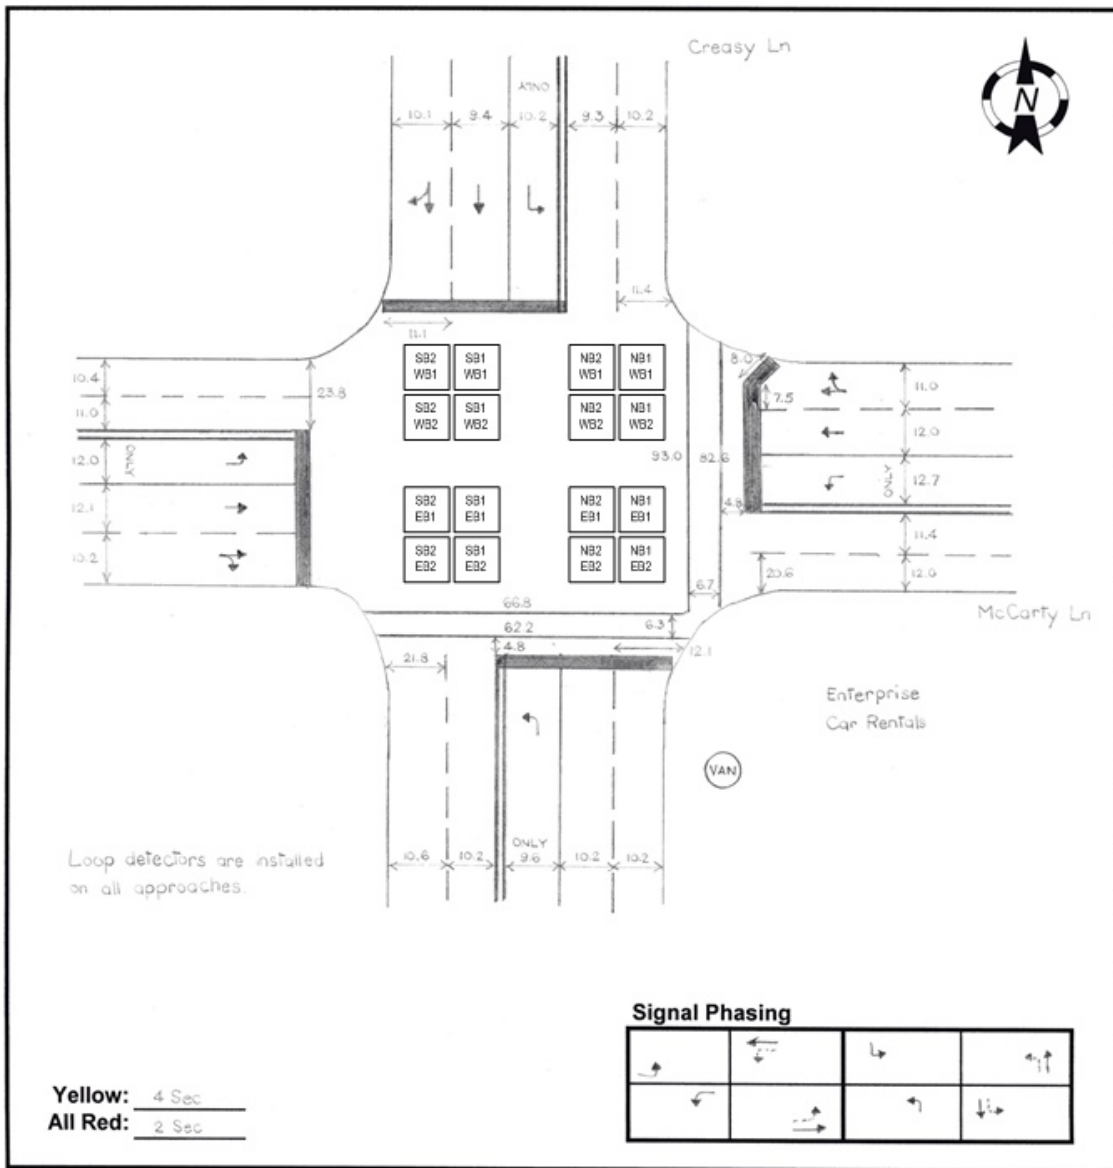 Creasy Ln
N
ONLY
10.1 9.4 10.2 9.3 10.2
11.4
11.1
8.0
10.4
11.0
23.8
7.5
11.0
SB2 WB1
SB1 WB1
NB2 WB1
NB1 WB1
SB2 WB2
SB1 WB2
NB2 WB2
NB1 WB2
12.0
ONLY
93.0
82.6
12.0
12.1
4.8
ONLY
12.7
SB2 EB1
SB1 EB1
NB2 EB1
NB1 EB1
10.2
11.4
SB2 EB2
SB1 EB2
NB2 EB2
NB1 EB2
6.7
20.6
12.0
66.8
McCarty Ln
62.2
6.3
4.8
21.8
12.1
Enterprise
Car Rentals
VAN
ONLY
10.6 10.2 9.6 10.2 10.2
Loop detectors are installed
on all approaches.
Signal Phasing
Yellow: 4 Sec
All Red: 2 Sec